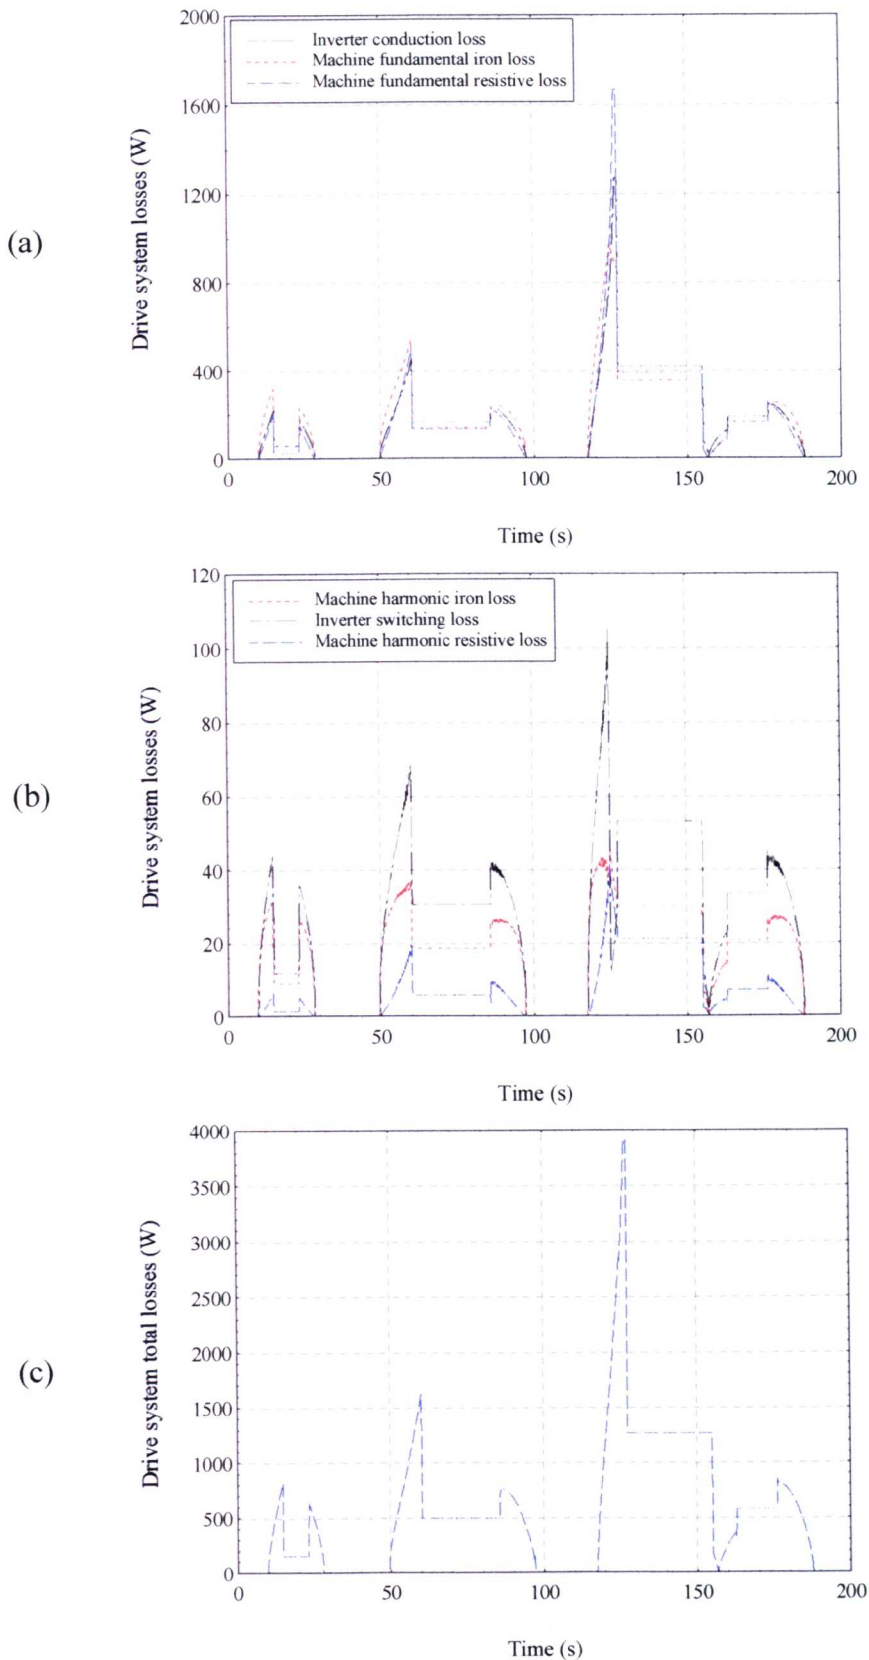 (a)
Drive system losses (W)
2000
1600
1200
800
400
0
Inverter conduction loss
Machine fundamental iron loss
Machine fundamental resistive loss
0 50 100 150 200
Time (s)
(b)
Drive system losses (W)
120
100
80
60
40
20
0
Machine harmonic iron loss
Inverter switching loss
Machine harmonic resistive loss
0 50 100 150 200
Time (s)
(c)
Drive system total losses (W)
4000
3500
3000
2500
2000
1500
1000
500
0
0 50 100 150 200
Time (s)